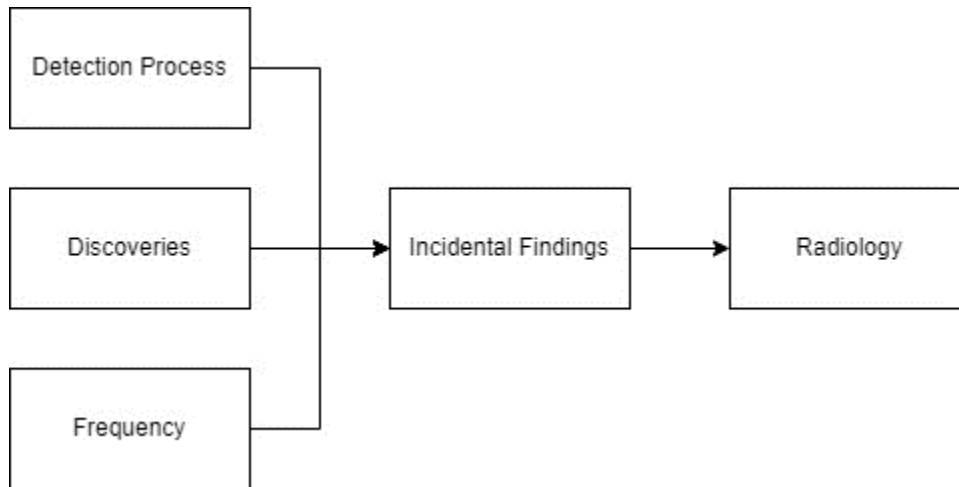 Detection Process
Discoveries
Incidental Findings
Radiology
Frequency